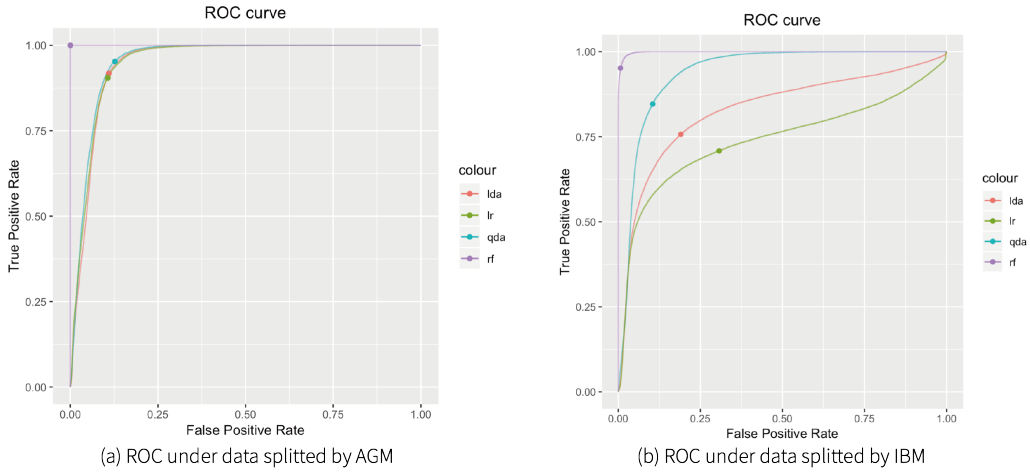 ROC curve
1.00
0.75
0.50
0.25
0.00
True Positive Rate
0.00 0.25 0.50 0.75 1.00
False Positive Rate
colour
lda
lr
qda
rf
(a) ROC under data splitted by AGM
ROC curve
1.00
0.75
0.50
0.25
0.00
True Positive Rate
0.00 0.25 0.50 0.75 1.00
False Positive Rate
colour
lda
lr
qda
rf
(b) ROC under data splitted by IBM